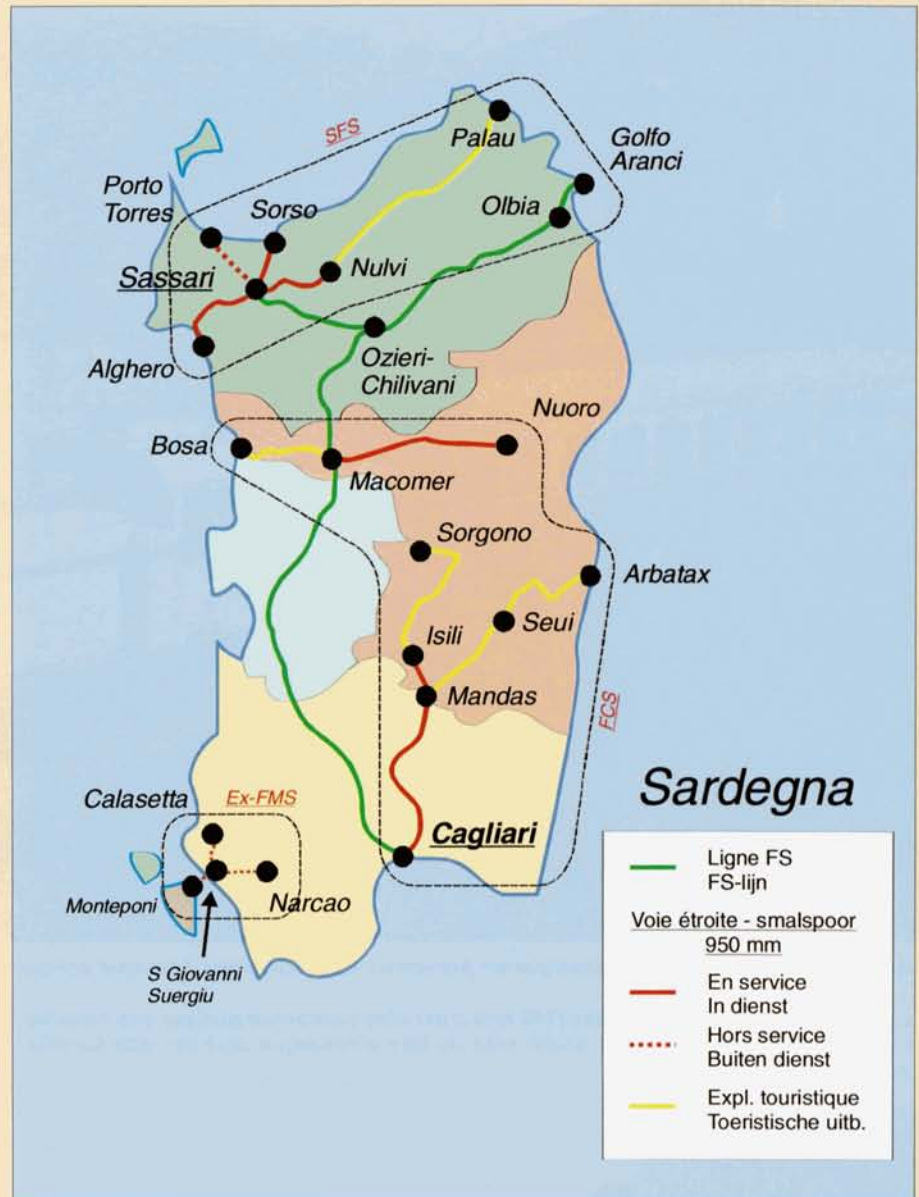 SFS
Palau
Golfo
Aranci
Porto
Torres
Sorso
Olbia
Sassari
Nulvi
Alghero
Ozieri-
Chilivani
Nuoro
Bosa
Macomer
Sorgono
Arbatax
Seui
Isili
Mandas
FCS
Calasetta
Ex-FMS
Cagliari
Monteponi
Narcao
S Giovanni
Suergiu
Sardegna
Ligne FS
FS-lijn
Voie étroite - smalspoor
950 mm
En service
In dienst
Hors service
Buiten dienst
Expl. touristique
Toeristische uitb.